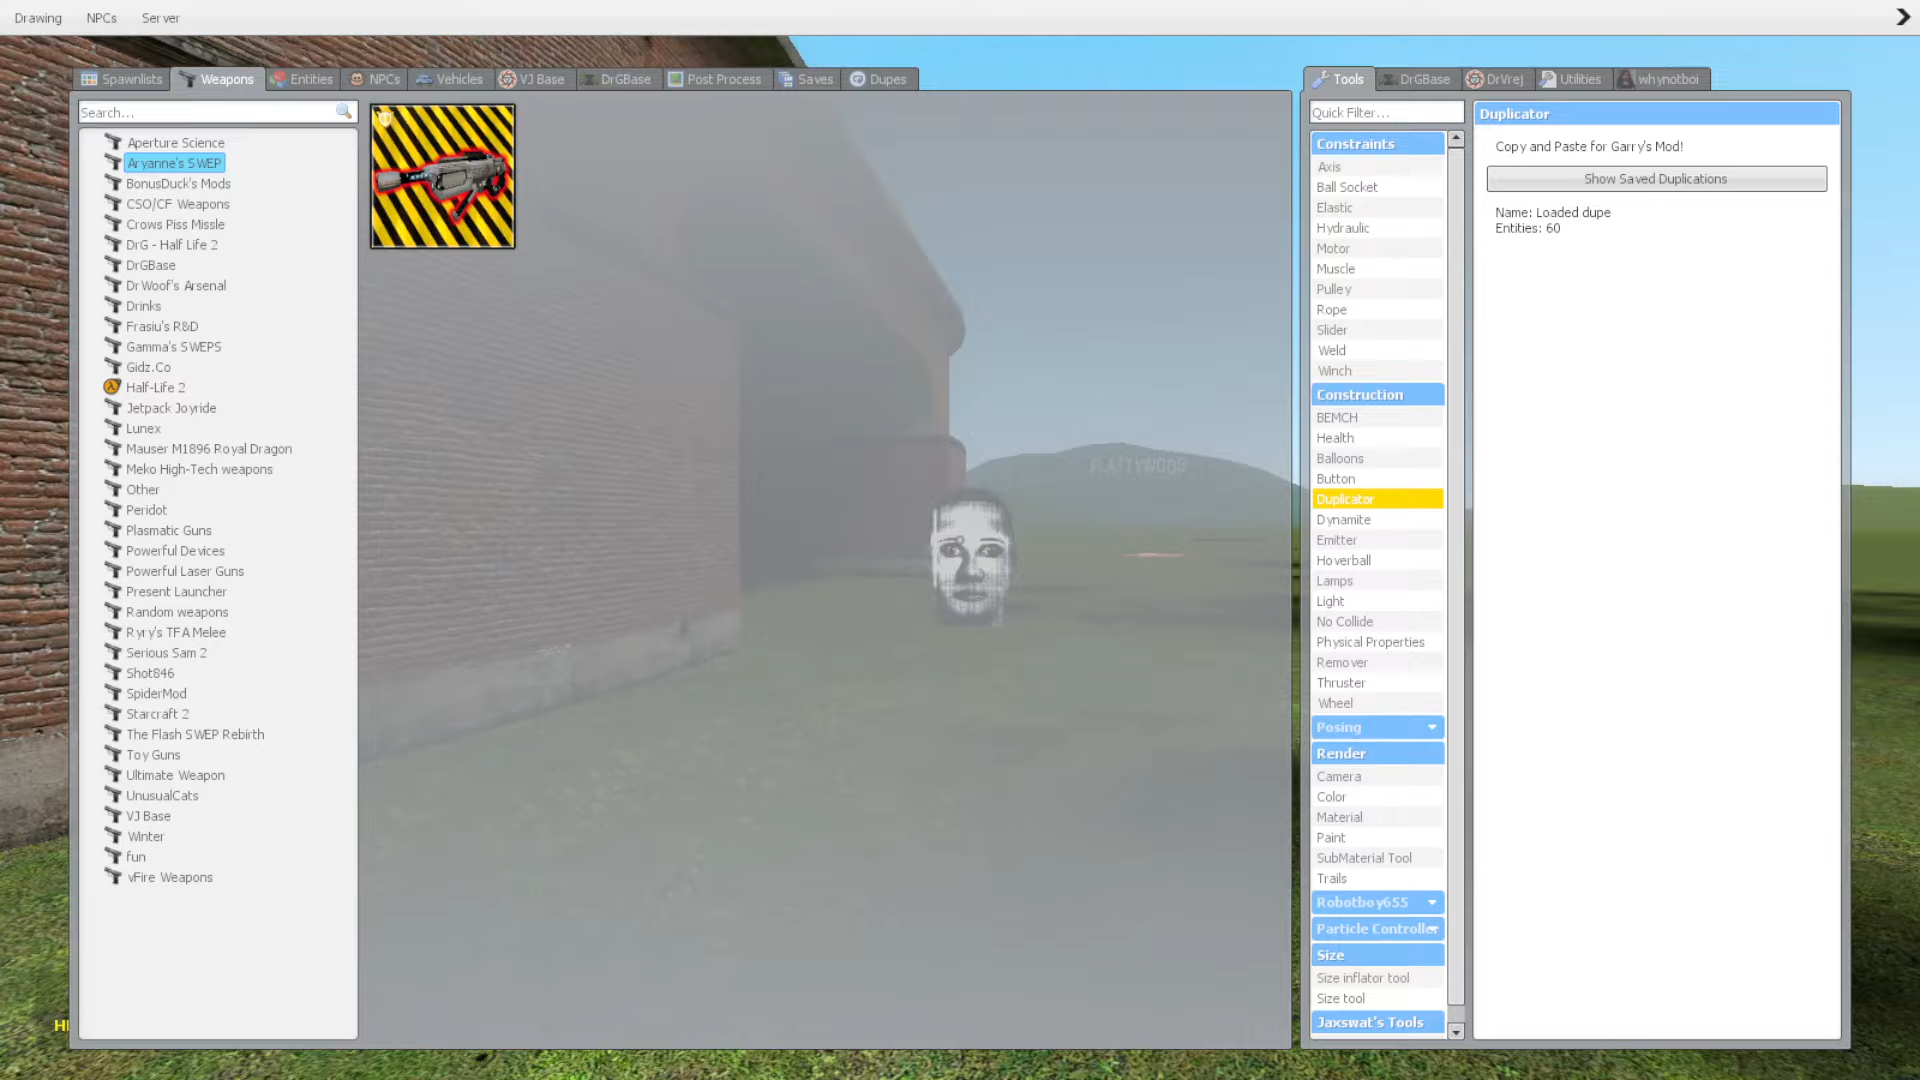 Drawing NPCs Server
Spawnlists Weapons Entities NPCs Vehicles VJ Base DrGBase Post Process Saves Dupes
Search...
Aperture Science
Aryanne's SWEP
BonusDuck's Mods
CSO/CF Weapons
Crows Piss Missle
DrG - Half Life 2
DrGBase
DrWoof's Arsenal
Drinks
Frasiu's R&D
Gamma's SWEPS
Gidz.Co
Half-Life 2
Jetpack Joyride
Lunex
Mauser M1896 Royal Dragon
Meko High-Tech weapons
Other
Peridot
Plasmatic Guns
Powerful Devices
Powerful Laser Guns
Present Launcher
Random weapons
Ryry's TFA Melee
Serious Sam 2
Shot846
SpiderMod
Starcraft 2
The Flash SWEP Rebirth
Toy Guns
Ultimate Weapon
UnusualCats
VJ Base
Winter
fun
vFire Weapons
FLATTYWOOD
Tools DrGBase DrVrej Utilities whynotboi
Quick Filter...
Constraints
Axis
Ball Socket
Elastic
Hydraulic
Motor
Muscle
Pulley
Rope
Slider
Weld
Winch
Construction
BEMCH
Health
Balloons
Button
Duplicator
Dynamite
Emitter
Hoverball
Lamps
Light
No Collide
Physical Properties
Remover
Thruster
Wheel
Posing
Render
Camera
Color
Material
Paint
SubMaterial Tool
Trails
Robotboy655
Particle Controller
Size
Size inflator tool
Size tool
Jaxswat's Tools
Duplicator
Copy and Paste for Garry's Mod!
Show Saved Duplications
Name: Loaded dupe
Entities: 60